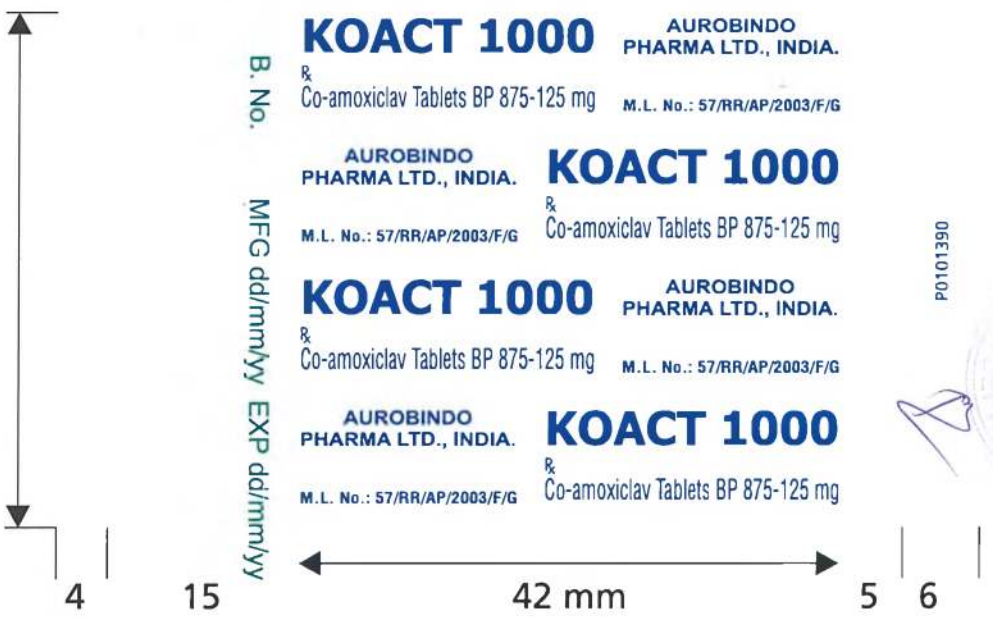 KOACT 1000
AUROBINDO
PHARMA LTD., INDIA.
Rx
Co-amoxiclav Tablets BP 875-125 mg
M.L. No.: 57/RR/AP/2003/F/G
AUROBINDO
PHARMA LTD., INDIA.
KOACT 1000
M.L. No.: 57/RR/AP/2003/F/G
Rx
Co-amoxiclav Tablets BP 875-125 mg
KOACT 1000
AUROBINDO
PHARMA LTD., INDIA.
Rx
Co-amoxiclav Tablets BP 875-125 mg
M.L. No.: 57/RR/AP/2003/F/G
AUROBINDO
PHARMA LTD., INDIA.
KOACT 1000
M.L. No.: 57/RR/AP/2003/F/G
Rx
Co-amoxiclav Tablets BP 875-125 mg
B. No. MFG dd/mm/yy EXP dd/mm/yy
P0101390
4 15 42 mm 5 6